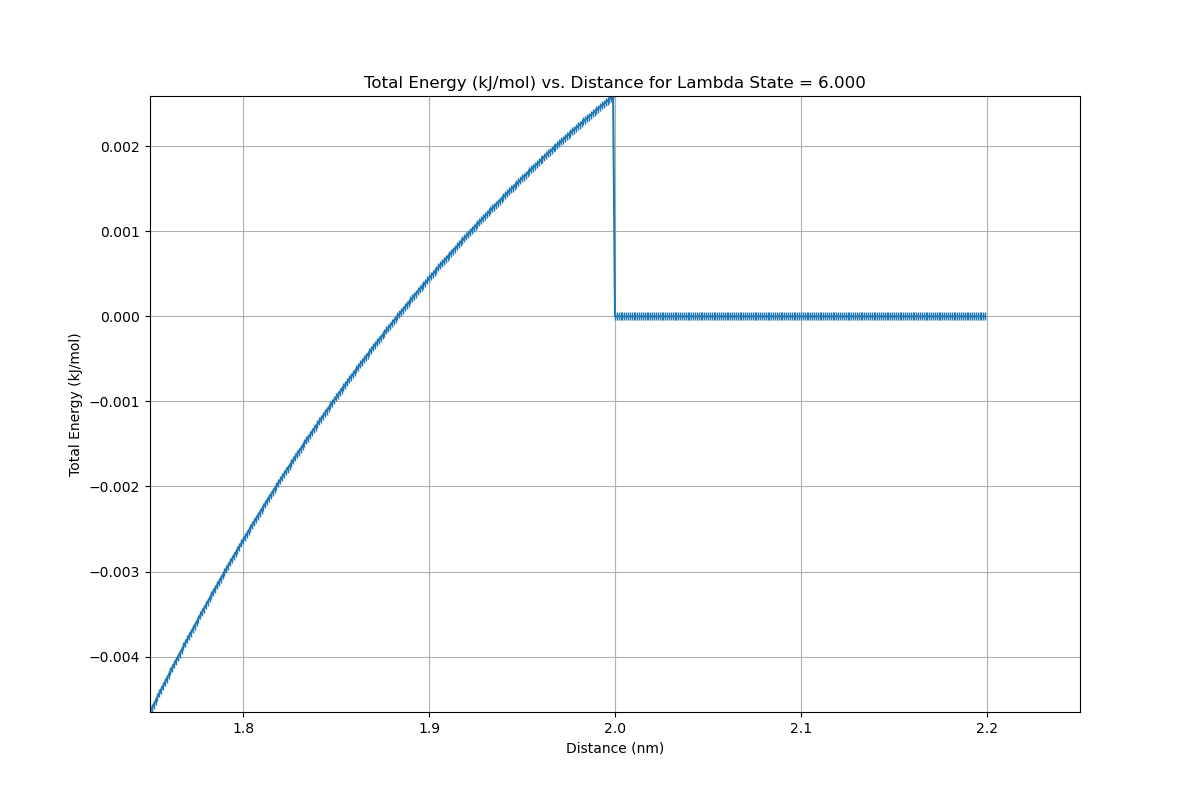 Total Energy (kJ/mol) vs. Distance for Lambda State = 6.000
Total Energy (kJ/mol)
0.002
0.001
0.000
−0.001
−0.002
−0.003
−0.004
1.8 1.9 2.0 2.1 2.2
Distance (nm)